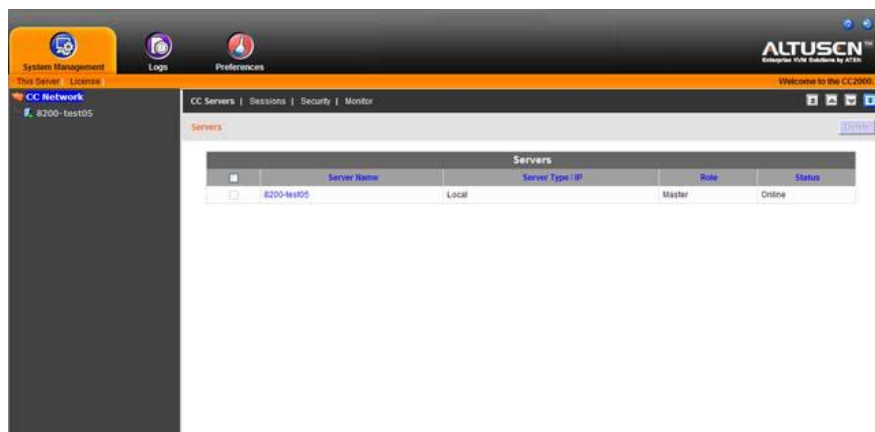 ALTUSCN™
Enterprise KVM Solutions by ATEN
System Management
Logs
Preferences
This Server | License |
Welcome to the CC2000.
CC Network
8200-test05
CC Servers | Sessions | Security | Monitor
Servers
Delete
Servers
Server Name Server Type / IP Role Status
8200-test05 Local Master Online